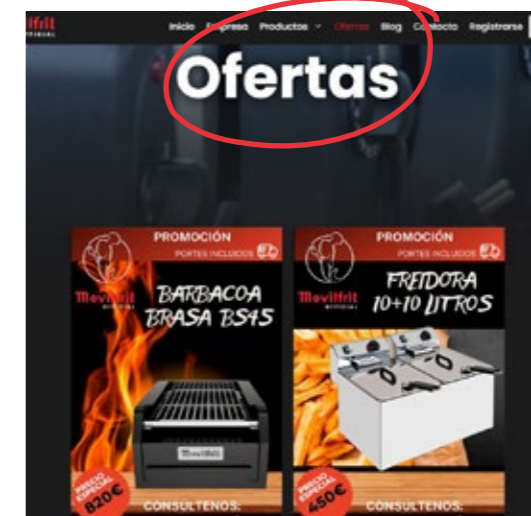 Inicio Empresa Productos Ofertas Blog Contacto Registrarse
Ofertas
PROMOCIÓN
PORTES INCLUIDOS
Movilfrit
BARBACOA
BRASA BS45
Movilfrit
PRECIO
ESPECIAL
820€
CONSULTENOS:
PROMOCIÓN
PORTES INCLUIDOS
Movilfrit
FREIDORA
10+10 LITROS
PRECIO
ESPECIAL
450€
CONSULTENOS: